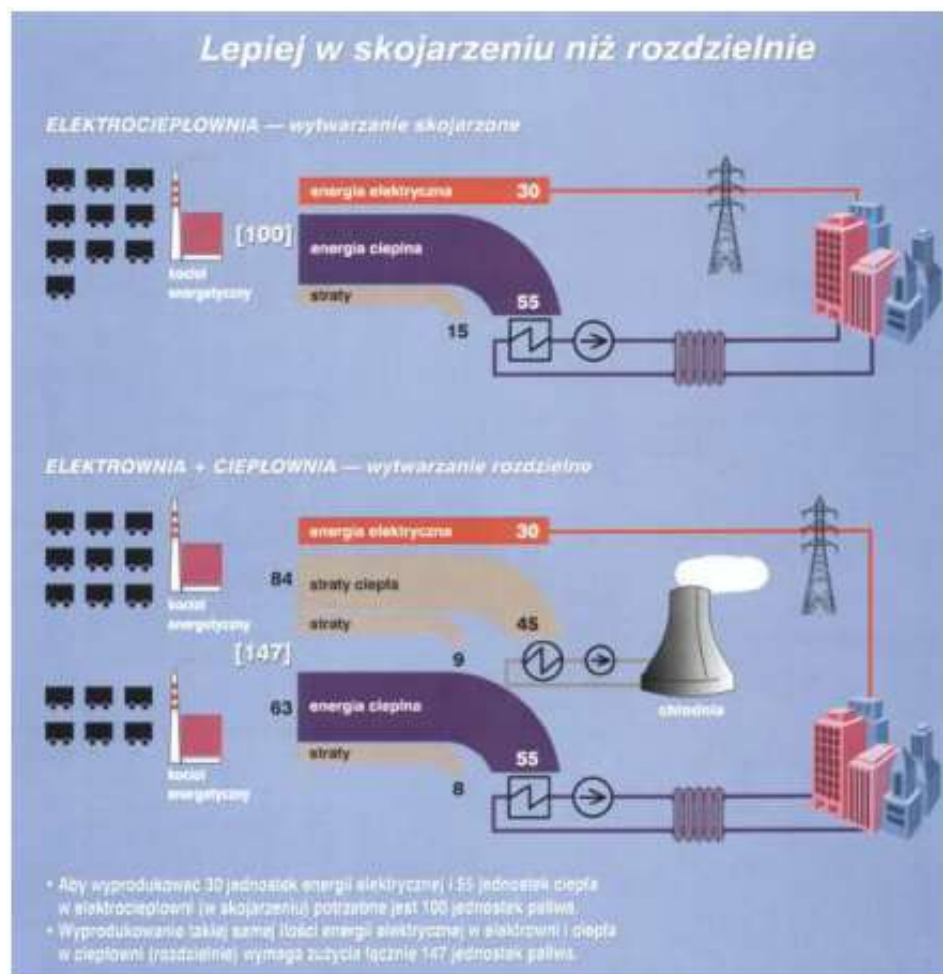 Lepiej w skojarzeniu niż rozdzielnie
ELEKTROCIEPŁOWNIA — wytwarzanie skojarzone
energia elektryczna 30
[100]
energia cieplna
kocioł
energetyczny
straty
55
15
ELEKTROWNIA + CIEPŁOWNIA — wytwarzanie rozdzielne
energia elektryczna 30
84
straty ciepła
kocioł
energetyczny
straty
45
[147]
9
63
energia cieplna
chłodnia
straty
55
kocioł
energetyczny
8
• Aby wyprodukować 30 jednostek energii elektrycznej i 55 jednostek ciepła
w elektrociepłowni (w skojarzeniu) potrzebne jest 100 jednostek paliwa.
• Wyprodukowanie takiej samej ilości energii elektrycznej w elektrowni i ciepła
w ciepłowni (rozdzielnie) wymaga zużycia łącznie 147 jednostek paliwa.